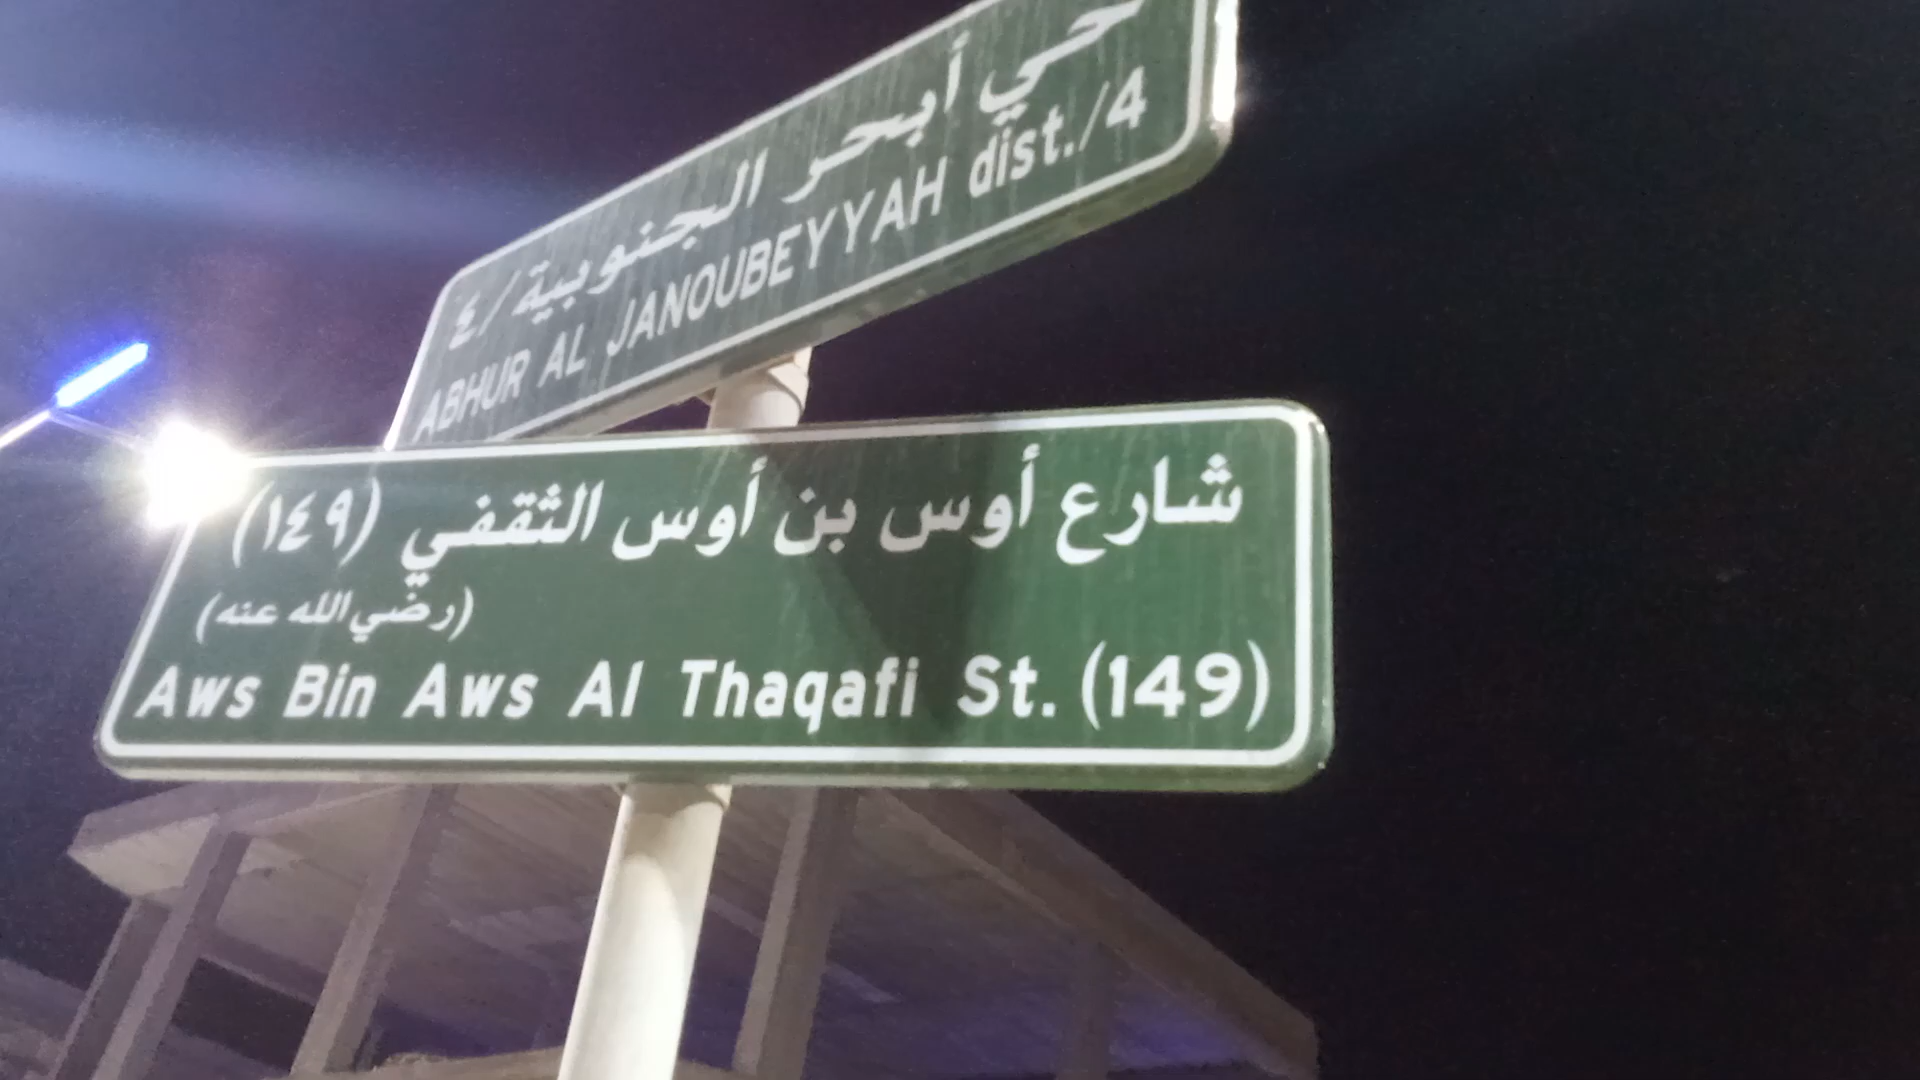 حي أبحر الجنوبية/٤
ABHUR AL JANOUBEYYAH dist./4
شارع أوس بن أوس الثقفي (١٤٩)
(رضي الله عنه)
Aws Bin Aws Al Thaqafi St. (149)